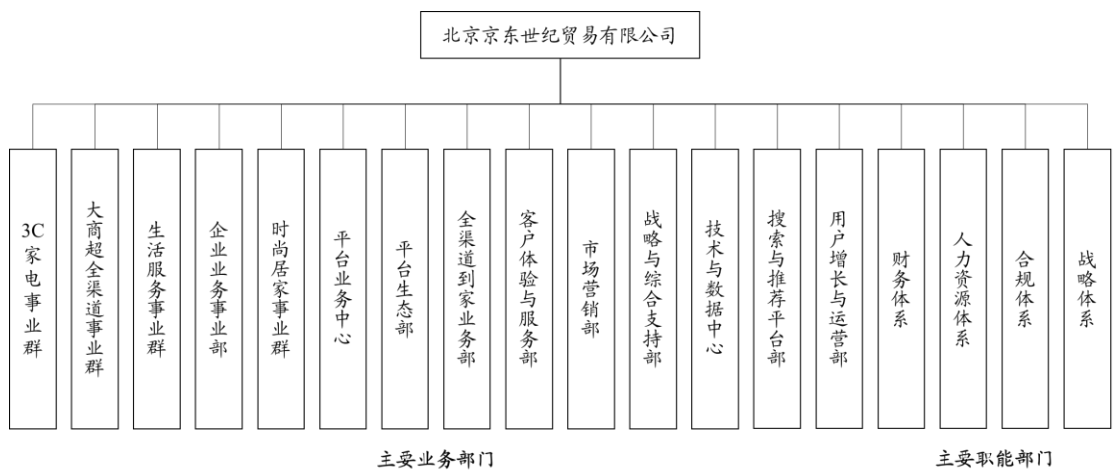 北京京东世纪贸易有限公司
3C家电事业群
大商超全渠道事业群
生活服务事业群
企业业务事业部
时尚居家事业群
平台业务中心
平台生态部
全渠道到家业务部
客户体验与服务部
市场营销部
战略与综合支持部
技术与数据中心
搜索与推荐平台部
用户增长与运营部
财务体系
人力资源体系
合规体系
战略体系
主要业务部门
主要职能部门